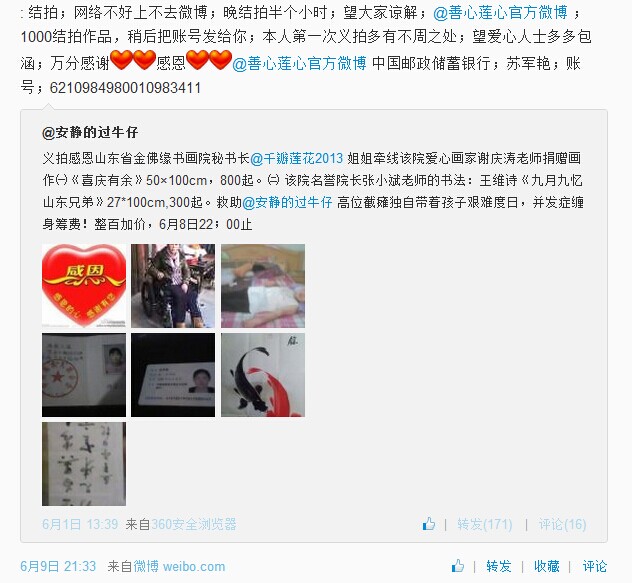 : 结拍；网络不好上不去微博；晚结拍半个小时；望大家谅解；@善心莲心官方微博 ；
1000结拍作品，稍后把账号发给你；本人第一次义拍多有不周之处；望爱心人士多多包
涵；万分感谢 感恩 @善心莲心官方微博 中国邮政储蓄银行；苏军艳；账
号；6210984980010983411
@安静的过牛仔
义拍感恩山东省金佛缘书画院秘书长@千瓣莲花2013 姐姐牵线该院爱心画家谢庆涛老师捐赠画
作㈠《喜庆有余》50×100cm，800起。㈡ 该院名誉院长张小斌老师的书法：王维诗《九月九忆
山东兄弟》27*100cm,300起。救助@安静的过牛仔 高位截瘫独自带着孩子艰难度日，并发症缠
身筹费！整百加价，6月8日22；00止
感恩
感恩的心 感谢有您
6月1日 13:39 来自360安全浏览器
转发(171) | 评论(16)
6月9日 21:33 来自微博 weibo.com
转发 | 收藏 | 评论